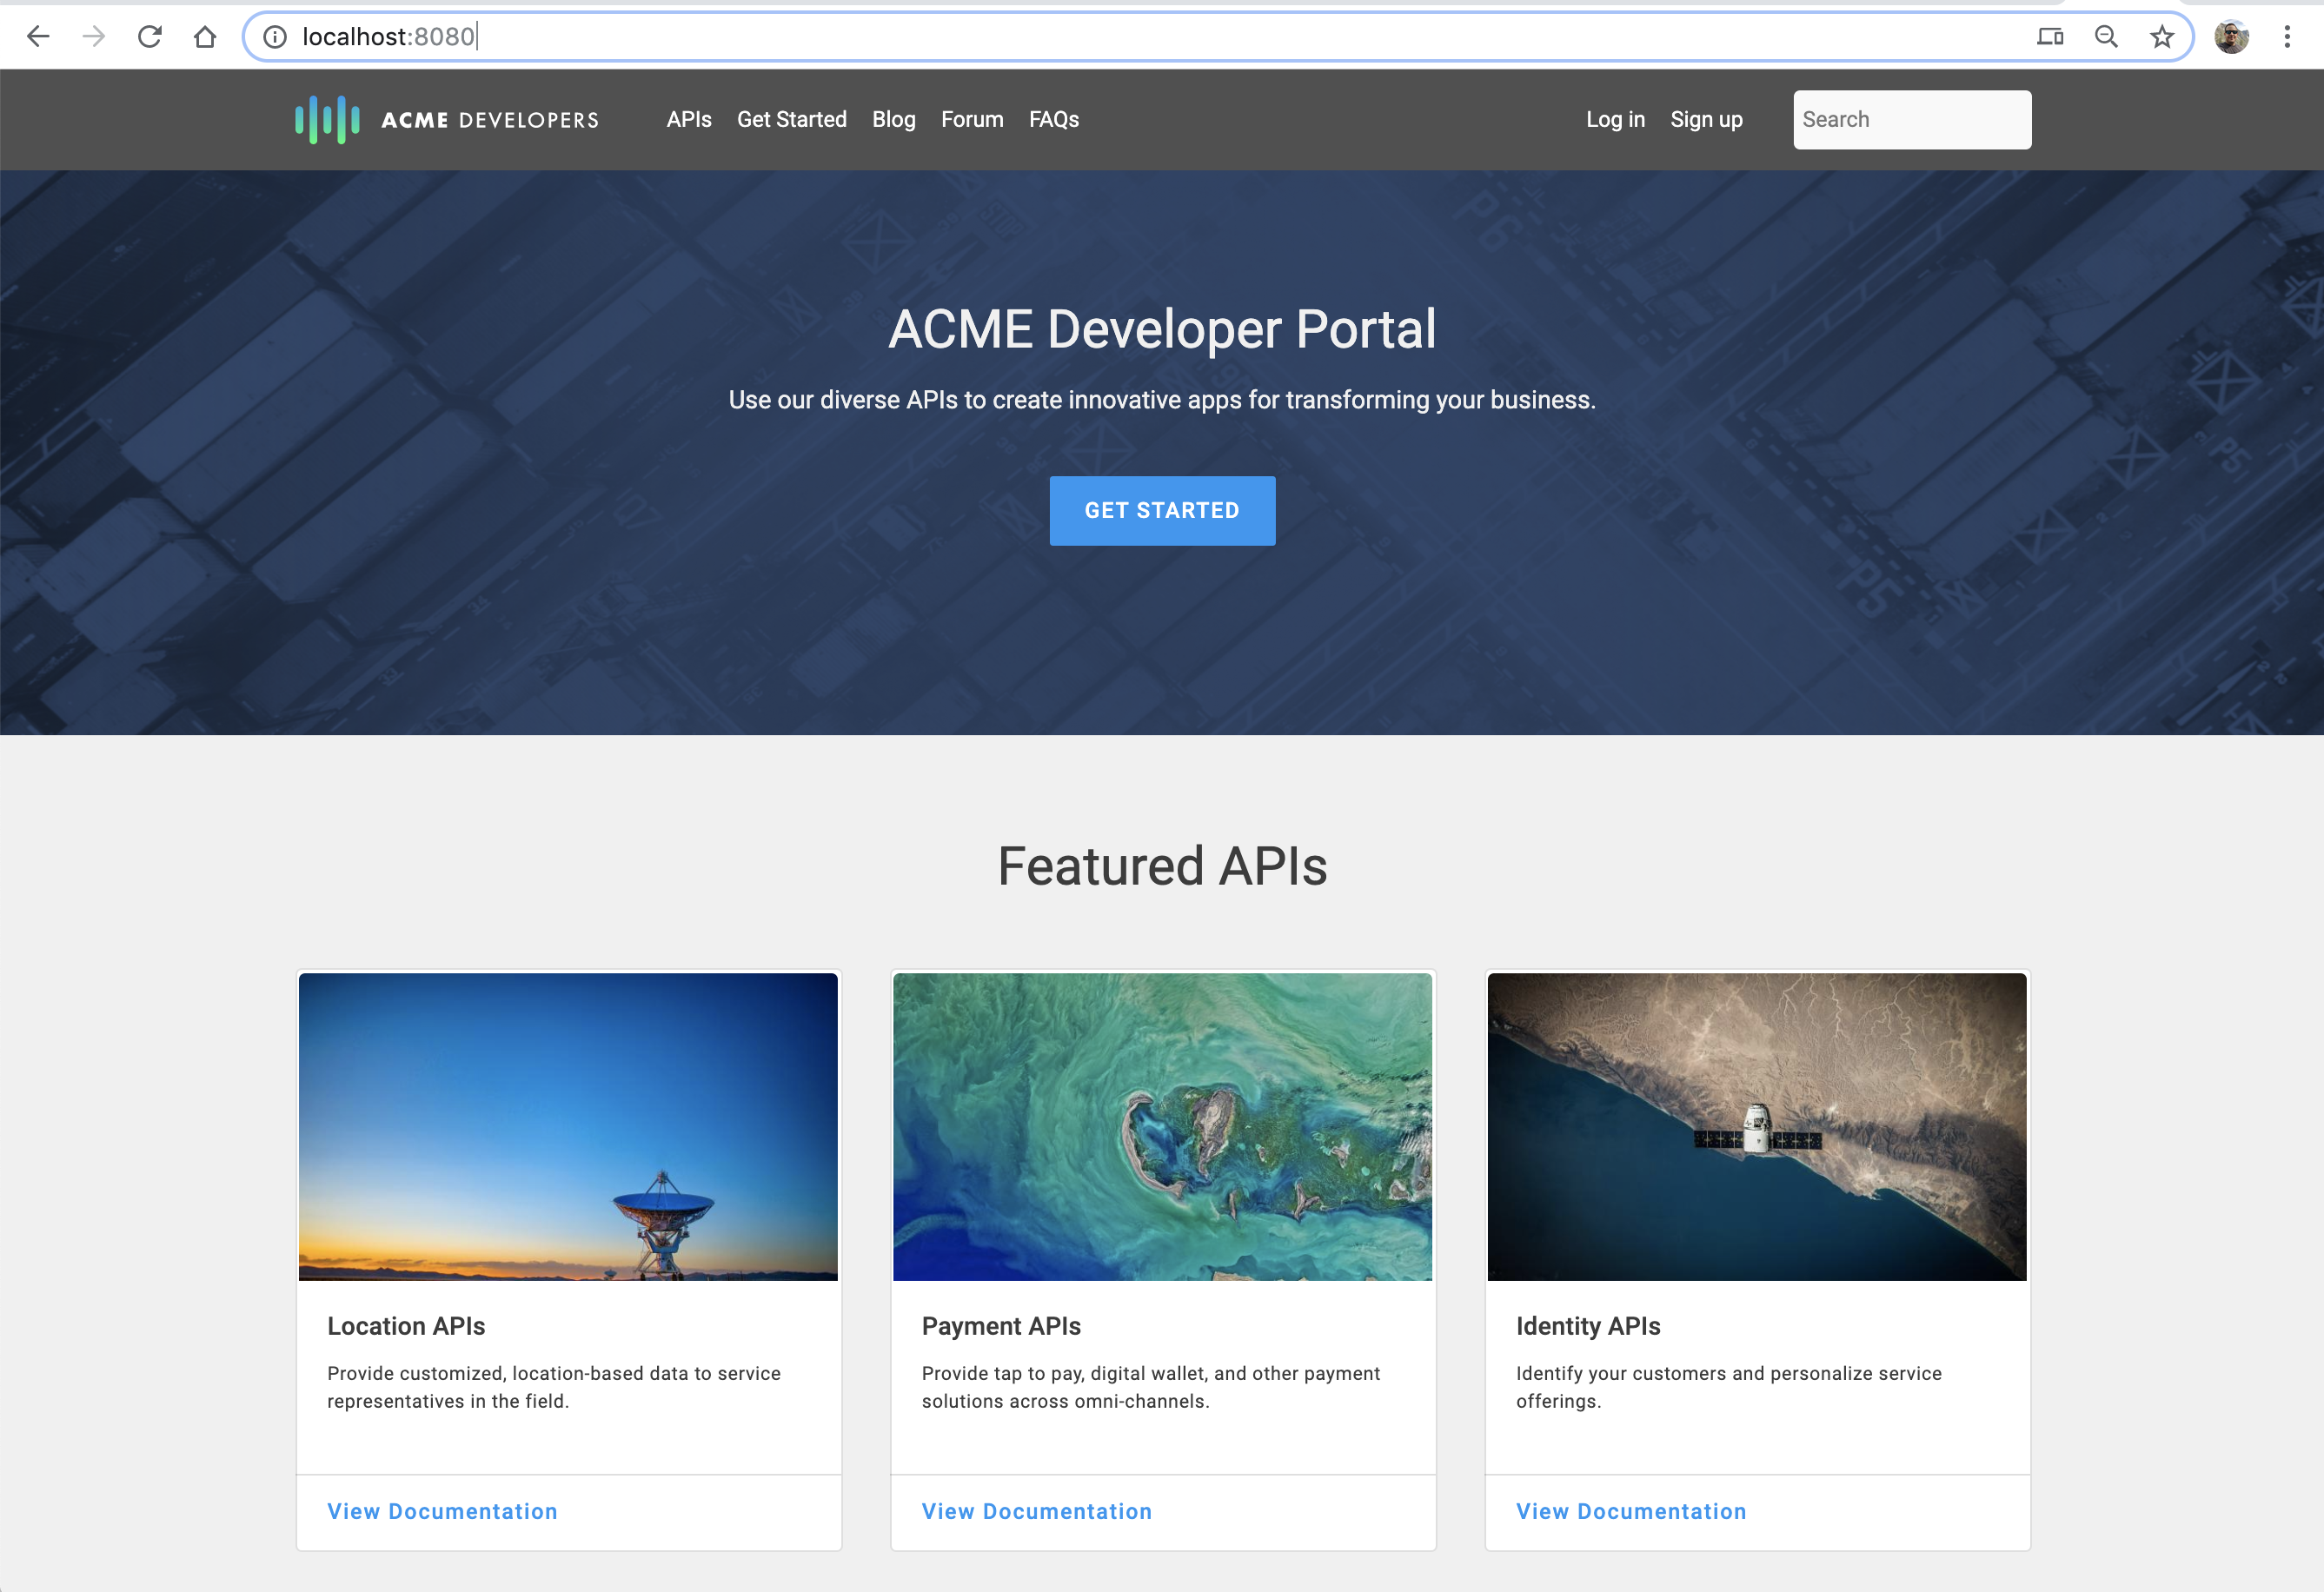 localhost:8080
ACME DEVELOPERS APIs Get Started Blog Forum FAQs Log in Sign up Search
P6
ACME Developer Portal
Use our diverse APIs to create innovative apps for transforming your business.
P5
GET STARTED
P5
Featured APIs
Location APIs
Provide customized, location-based data to service
representatives in the field.
View Documentation
Payment APIs
Provide tap to pay, digital wallet, and other payment
solutions across omni-channels.
View Documentation
Identity APIs
Identify your customers and personalize service
offerings.
View Documentation